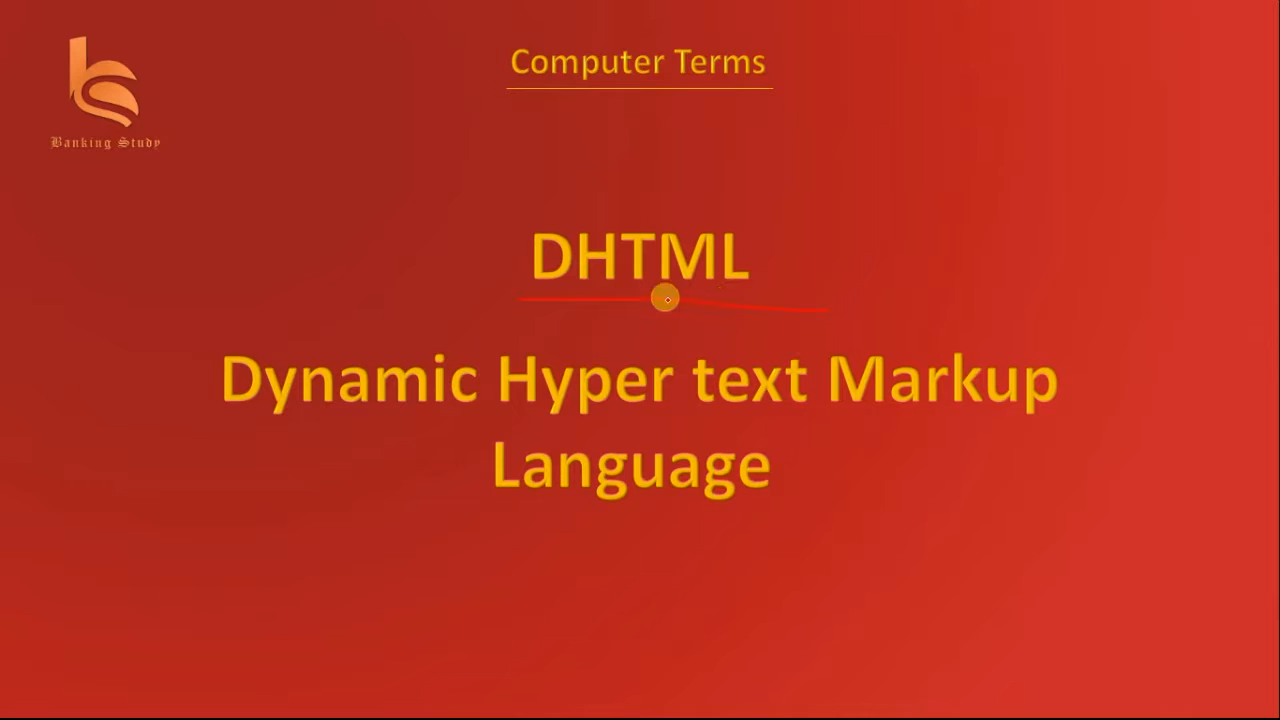 Computer Terms
Banking Study
DHTML
Dynamic Hyper text Markup
Language